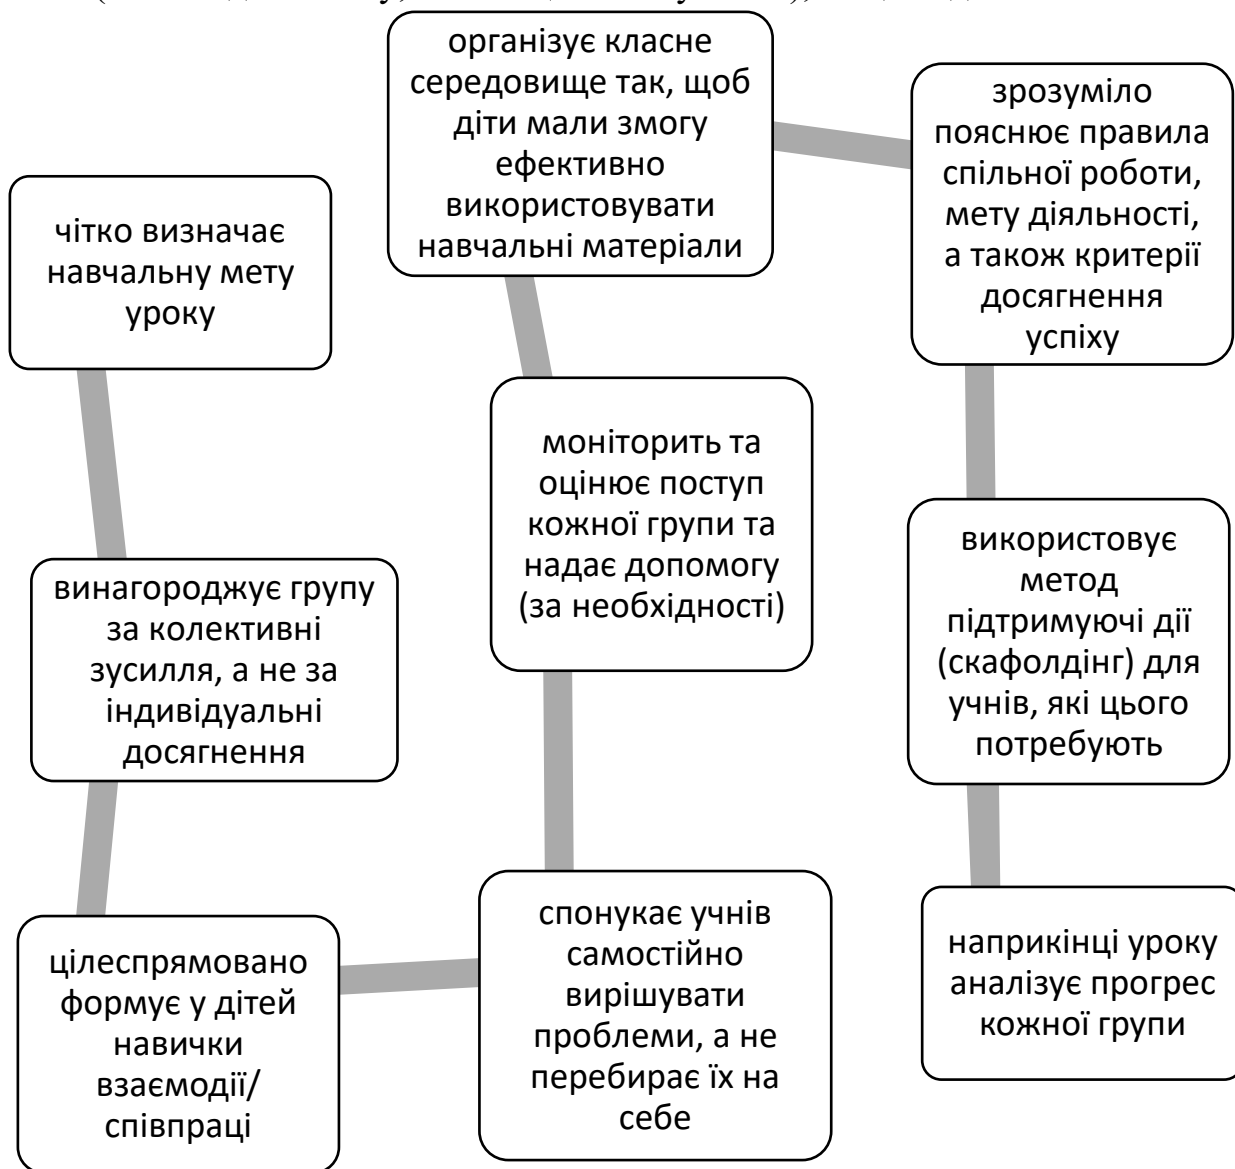 чітко визначає
навчальну мету
уроку
винагороджує групу
за колективні
зусилля, а не за
індивідуальні
досягнення
цілеспрямовано
формує у дітей
навички
взаємодії/
співпраці
спонукає учнів
самостійно
вирішувати
проблеми, а не
перебирає їх на
себе
моніторить та
оцінює поступ
кожної групи та
надає допомогу
(за необхідності)
організує класне
середовище так, щоб
діти мали змогу
ефективно
використовувати
навчальні матеріали
зрозуміло
пояснює правила
спільної роботи,
мету діяльності,
а також критерії
досягнення
успіху
використовує
метод
підтримуючі дії
(скафолдінг) для
учнів, які цього
потребують
наприкінці уроку
аналізує прогрес
кожної групи